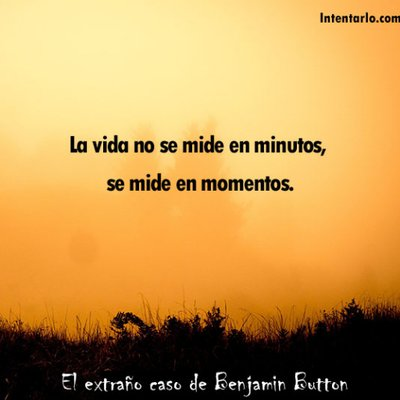 Intentarlo.com
La vida no se mide en minutos,
se mide en momentos.
El extraño caso de Benjamin Button